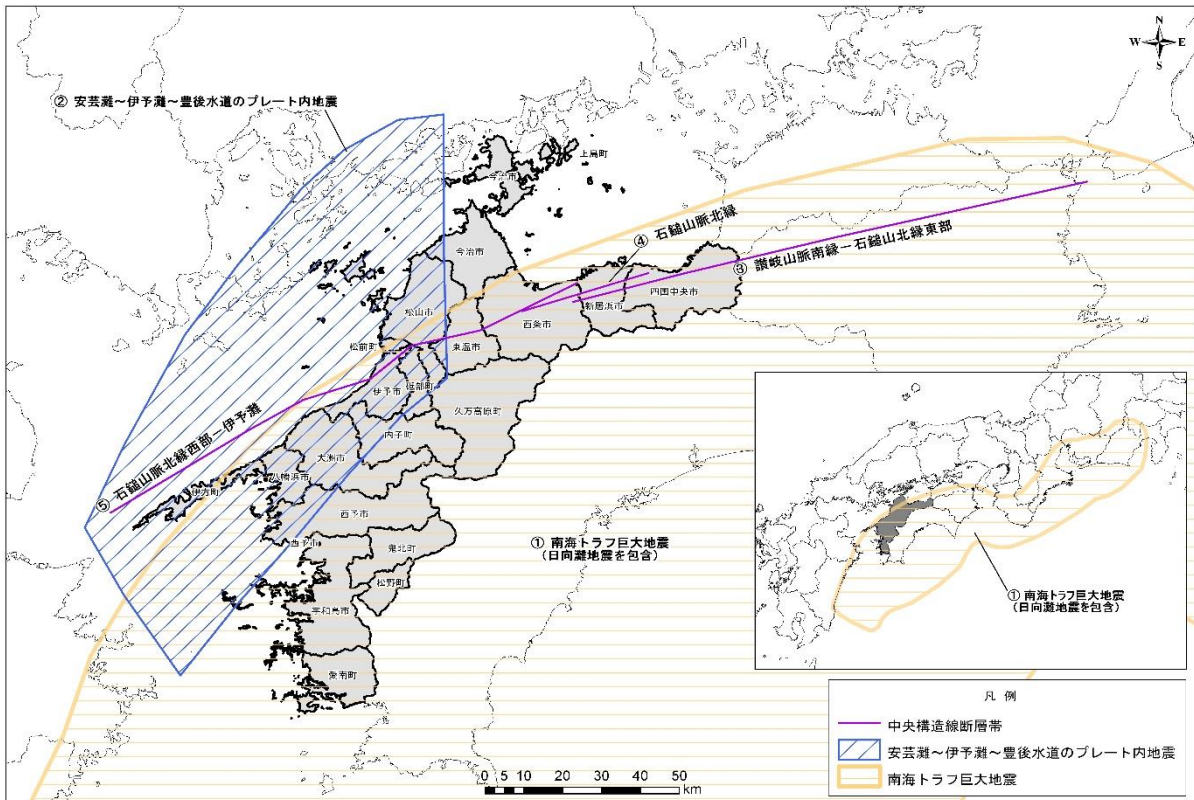 N
W E
S
② 安芸灘～伊予灘～豊後水道のプレート内地震
上島町
今治市
④ 石鎚山脈北縁
今治市
③ 讃岐山脈南縁－石鎚山北縁東部
四国中央市
新居浜市
松山市
西条市
松前町
東温市
伊予市
砥部町
久万高原町
⑤ 石鎚山脈北縁西部－伊予灘
内子町
大洲市
八幡浜市
伊方町
西予市
西予市
鬼北町
① 南海トラフ巨大地震
（日向灘地震を包含）
松野町
宇和島市
愛南町
① 南海トラフ巨大地震
（日向灘地震を包含）
凡 例
中央構造線断層帯
安芸灘～伊予灘～豊後水道のプレート内地震
南海トラフ巨大地震
0 5 10 20 30 40 50
km